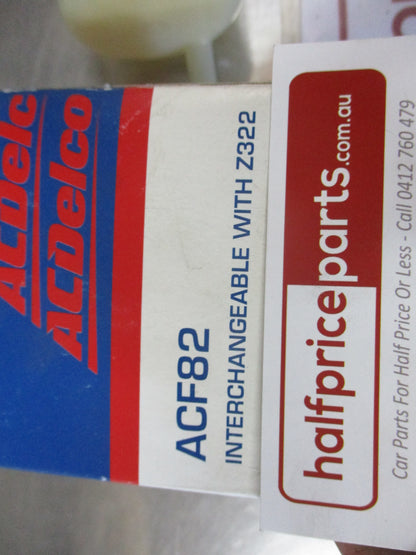 ACDelc
ACDelco
ACF82
INTERCHANGEABLE WITH Z322
halfpriceparts.com.au
Car Parts For Half Price Or Less - Call 0412 760 479